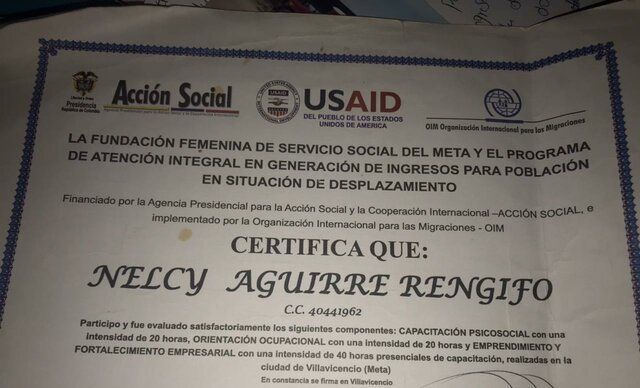 Libertad y Orden
Presidencia
República de Colombia
Acción Social
USAID
USAID
DEL PUEBLO DE LOS ESTADOS
UNIDOS DE AMERICA
OIM Organización Internacional para las Migraciones
LA FUNDACIÓN FEMENINA DE SERVICIO SOCIAL DEL META Y EL PROGRAMA
DE ATENCIÓN INTEGRAL EN GENERACIÓN DE INGRESOS PARA POBLACIÓN
EN SITUACIÓN DE DESPLAZAMIENTO
Financiado por la Agencia Presidencial para la Acción Social y la Cooperación Internacional –ACCIÓN SOCIAL, e
implementado por la Organización Internacional para las Migraciones - OIM
CERTIFICA QUE:
NELCY AGUIRRE RENGIFO
C.C. 40441962
Participo y fue evaluado satisfactoriamente los siguientes componentes: CAPACITACIÓN PSICOSOCIAL con una
intensidad de 20 horas, ORIENTACIÓN OCUPACIONAL con una intensidad de 20 horas y EMPRENDIMIENTO Y
FORTALECIMIENTO EMPRESARIAL con una intensidad de 40 horas presenciales de capacitación, realizadas en la
ciudad de Villavicencio (Meta)
En constancia se firma en Villavicencio